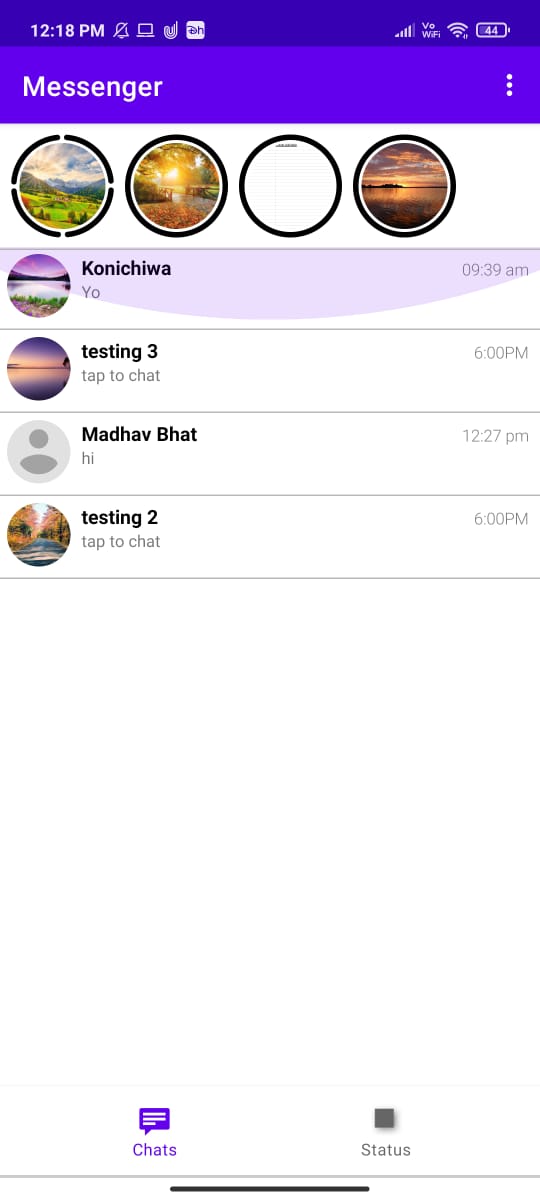 12:18 PM
Vo
WiFi
44
Messenger
Konichiwa
09:39 am
Yo
testing 3
6:00PM
tap to chat
Madhav Bhat
12:27 pm
hi
testing 2
6:00PM
tap to chat
Chats
Status